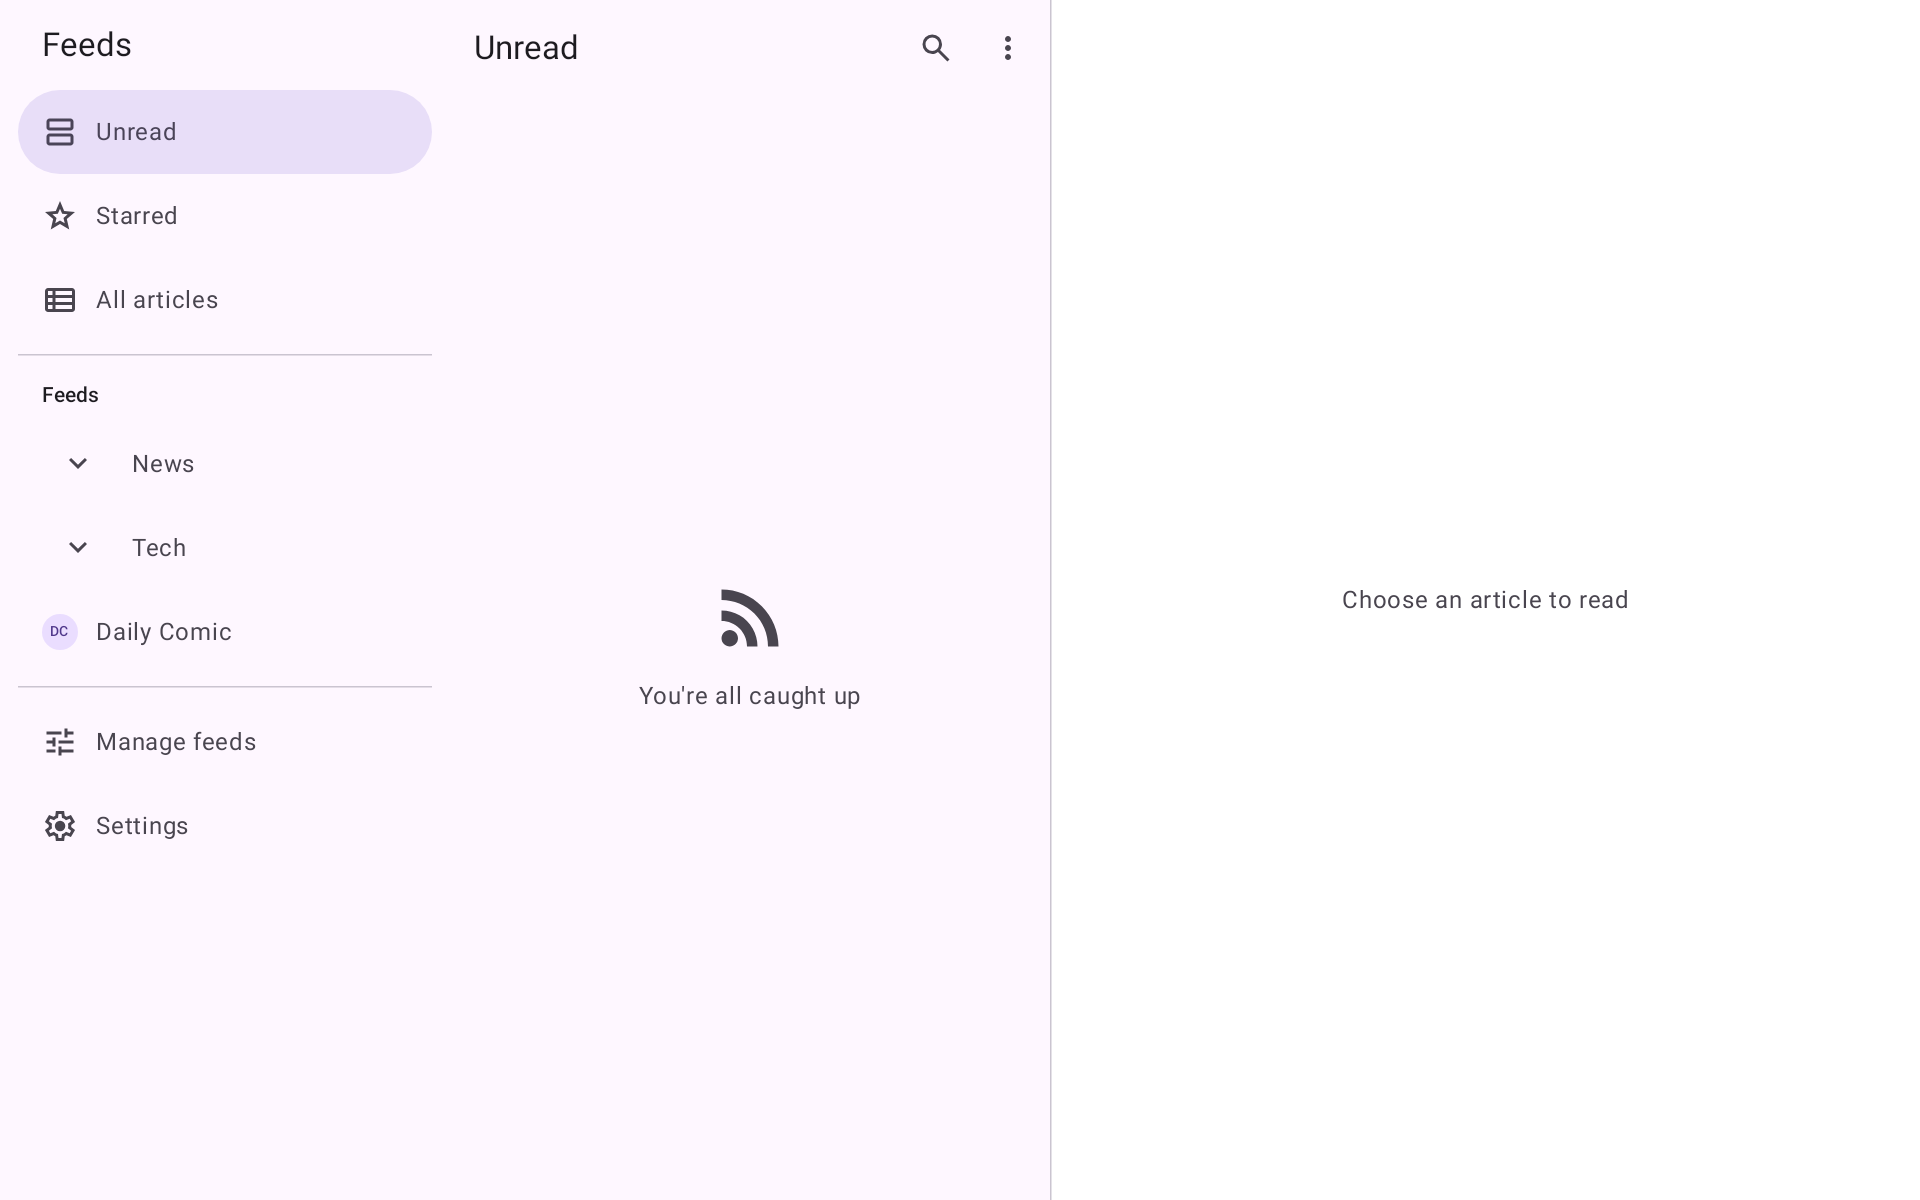 Feeds
Unread
Starred
All articles
Feeds
News
Tech
DC Daily Comic
Manage feeds
Settings
Unread
You're all caught up
Choose an article to read